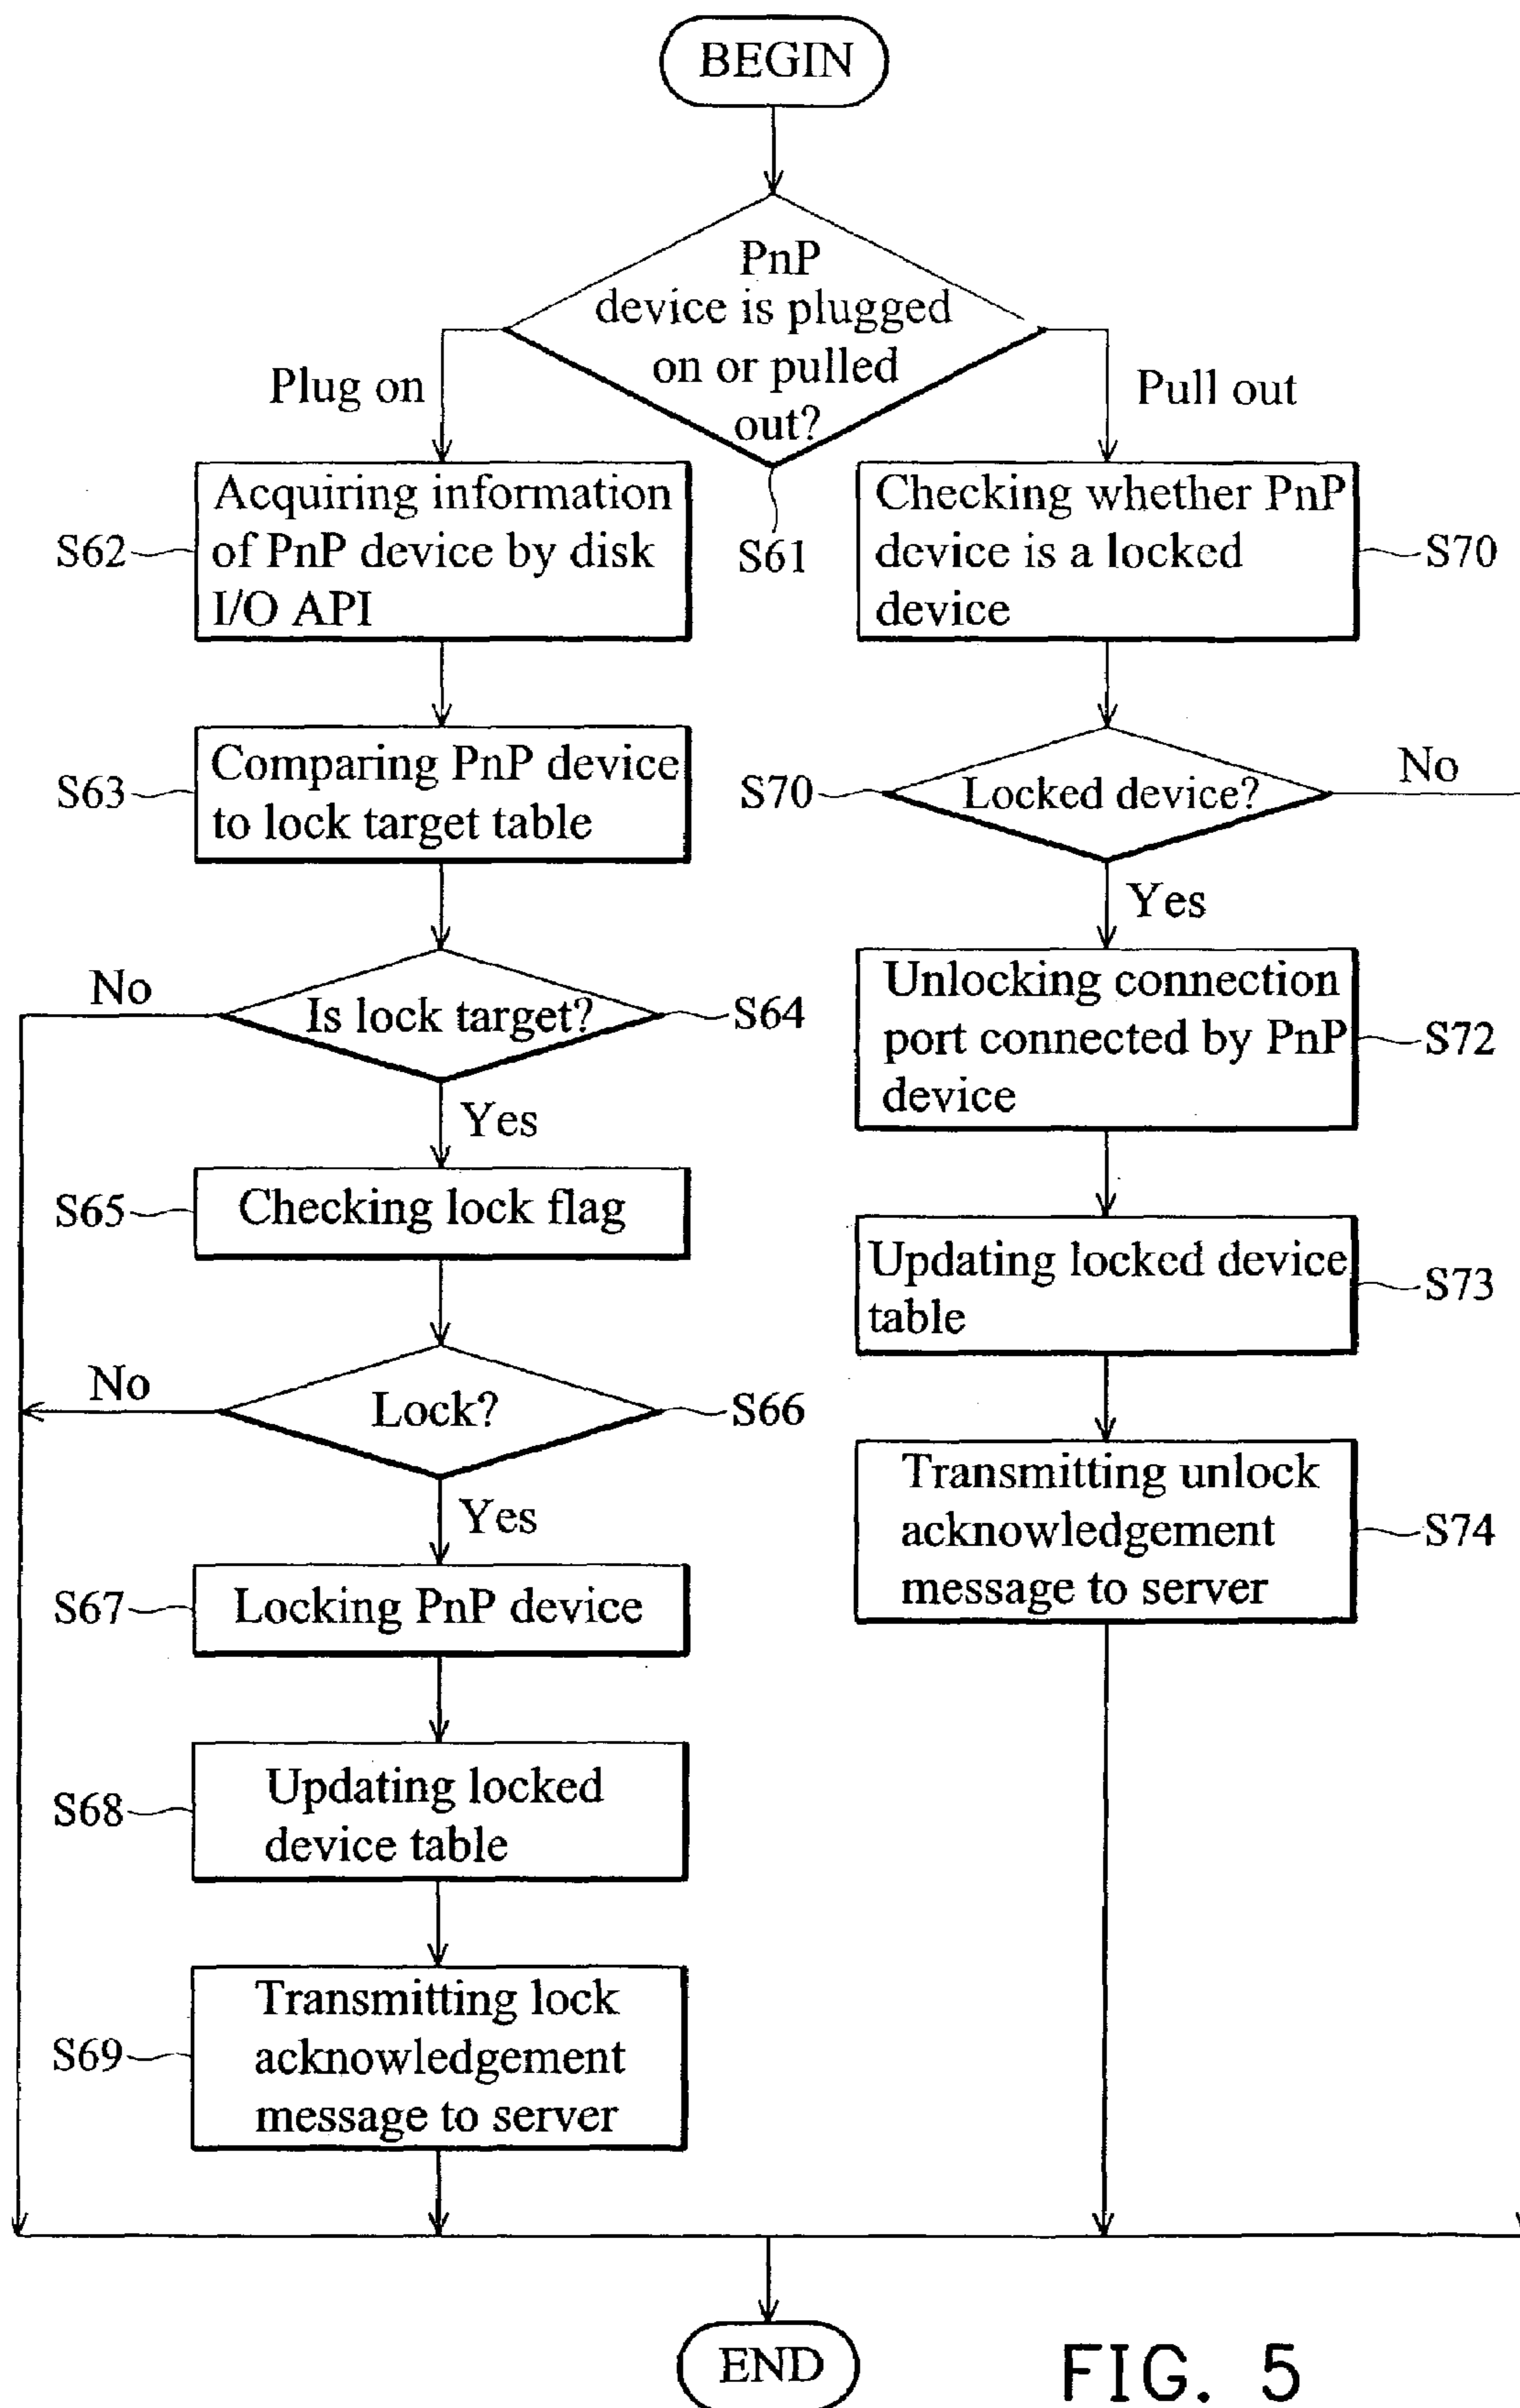 BEGIN
PnP
device is plugged
on or pulled
out?
Plug on
Pull out
S61
Acquiring information
of PnP device by disk
I/O API
S62
Comparing PnP device
to lock target table
S63
Is lock target?
S64
No
Yes
Checking lock flag
S65
Lock?
S66
No
Yes
Locking PnP device
S67
Updating locked
device table
S68
Transmitting lock
acknowledgement
message to server
S69
Checking whether PnP
device is a locked
device
S70
Locked device?
S70
No
Yes
Unlocking connection
port connected by PnP
device
S72
Updating locked device
table
S73
Transmitting unlock
acknowledgement
message to server
S74
END
FIG. 5